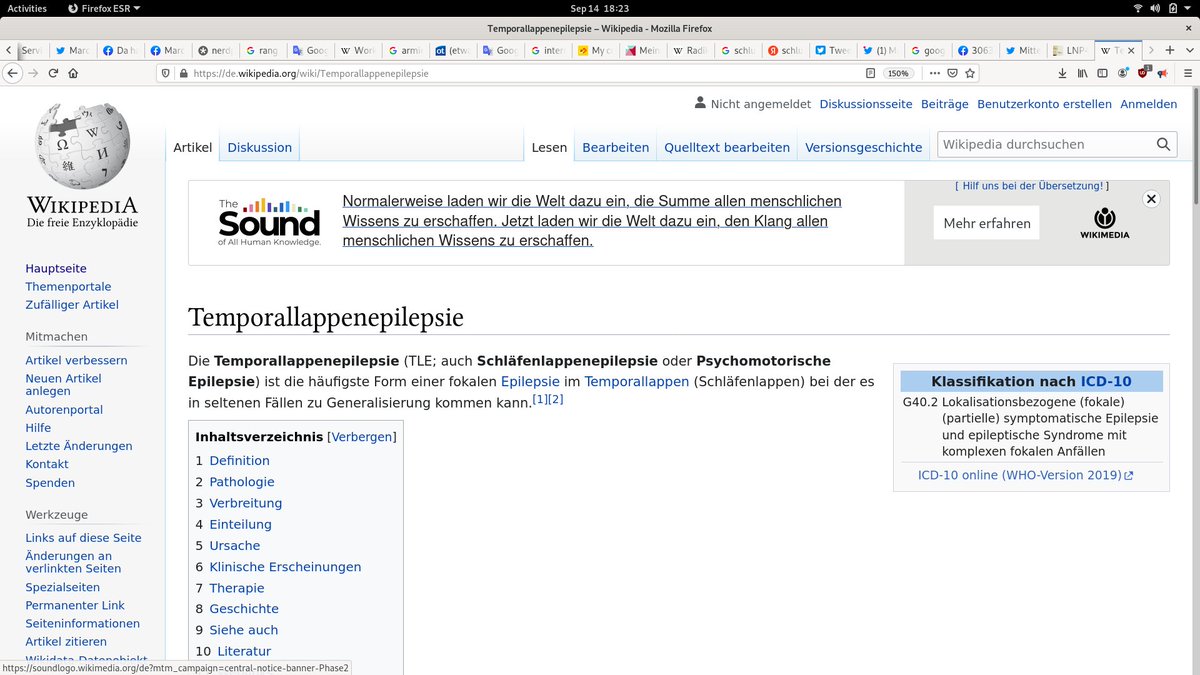 Activities Firefox ESR Sep 14 18:23
Temporallappenepilepsie – Wikipedia - Mozilla Firefox
Servi Marc Da ha Marc nerd rang Goog Work armi (etw Goog G inter My c Mein Radi schlu schlu Twee (1) M goog 3063 Mitte LNP Te
https://de.wikipedia.org/wiki/Temporallappenepilepsie 150%
Nicht angemeldet Diskussionsseite Beiträge Benutzerkonto erstellen Anmelden
Artikel Diskussion Lesen Bearbeiten Quelltext bearbeiten Versionsgeschichte Wikipedia durchsuchen
WIKIPEDIA
Die freie Enzyklopädie
Hauptseite
Themenportale
Zufälliger Artikel
Mitmachen
Artikel verbessern
Neuen Artikel
anlegen
Autorenportal
Hilfe
Letzte Änderungen
Kontakt
Spenden
Werkzeuge
Links auf diese Seite
Änderungen an
verlinkten Seiten
Spezialseiten
Permanenter Link
Seiteninformationen
Artikel zitieren
Wikidata-Datenobjekt
The
Sound
of All Human Knowledge.
Normalerweise laden wir die Welt dazu ein, die Summe allen menschlichen
Wissens zu erschaffen. Jetzt laden wir die Welt dazu ein, den Klang allen
menschlichen Wissens zu erschaffen.
[ Hilf uns bei der Übersetzung! ]
Mehr erfahren
WIKIMEDIA
Temporallappenepilepsie
Die Temporallappenepilepsie (TLE; auch Schläfenlappenepilepsie oder Psychomotorische
Epilepsie) ist die häufigste Form einer fokalen Epilepsie im Temporallappen (Schläfenlappen) bei der es
in seltenen Fällen zu Generalisierung kommen kann.[1][2]
Klassifikation nach ICD-10
G40.2 Lokalisationsbezogene (fokale)
(partielle) symptomatische Epilepsie
und epileptische Syndrome mit
komplexen fokalen Anfällen
ICD-10 online (WHO-Version 2019)
Inhaltsverzeichnis [Verbergen]
1 Definition
2 Pathologie
3 Verbreitung
4 Einteilung
5 Ursache
6 Klinische Erscheinungen
7 Therapie
8 Geschichte
9 Siehe auch
10 Literatur
https://soundlogo.wikimedia.org/de?mtm_campaign=central-notice-banner-Phase2